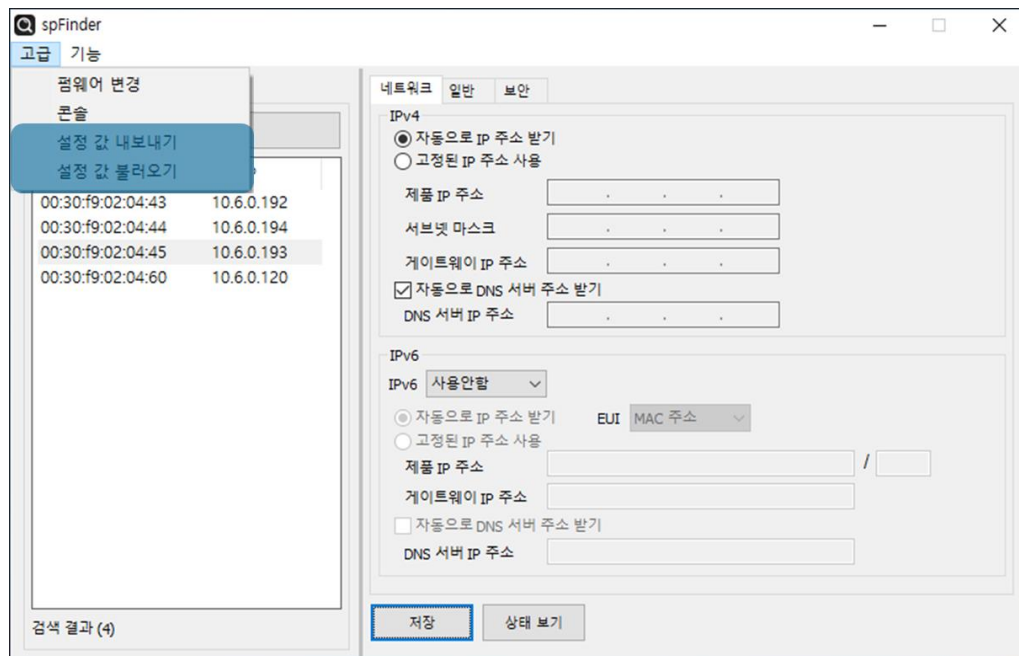 spFinder
고급 기능
펌웨어 변경
콘솔
설정 값 내보내기
설정 값 불러오기
00:30:f9:02:04:43 10.6.0.192
00:30:f9:02:04:44 10.6.0.194
00:30:f9:02:04:45 10.6.0.193
00:30:f9:02:04:60 10.6.0.120
검색 결과 (4)
네트워크 일반 보안
IPv4
자동으로 IP 주소 받기
고정된 IP 주소 사용
제품 IP 주소 . . .
서브넷 마스크 . . .
게이트웨이 IP 주소 . . .
자동으로 DNS 서버 주소 받기
DNS 서버 IP 주소 . . .
IPv6
IPv6 사용안함
자동으로 IP 주소 받기 EUI MAC 주소
고정된 IP 주소 사용
제품 IP 주소 /
게이트웨이 IP 주소
자동으로 DNS 서버 주소 받기
DNS 서버 IP 주소
저장 상태 보기